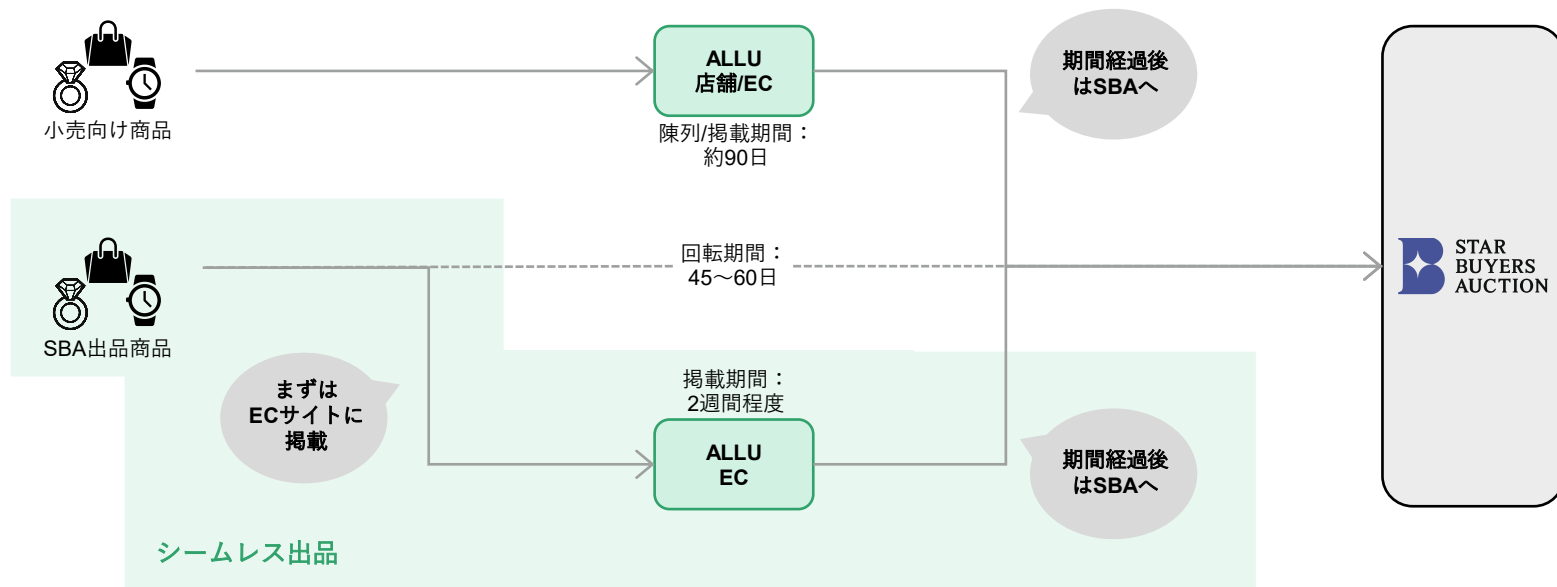 小売向け商品
ALLU
店舗/EC
陳列/掲載期間：
約90日
期間経過後
はSBAへ
SBA出品商品
回転期間：
45～60日
STAR
BUYERS
AUCTION
まずは
ECサイトに
掲載
掲載期間：
2週間程度
ALLU
EC
期間経過後
はSBAへ
シームレス出品